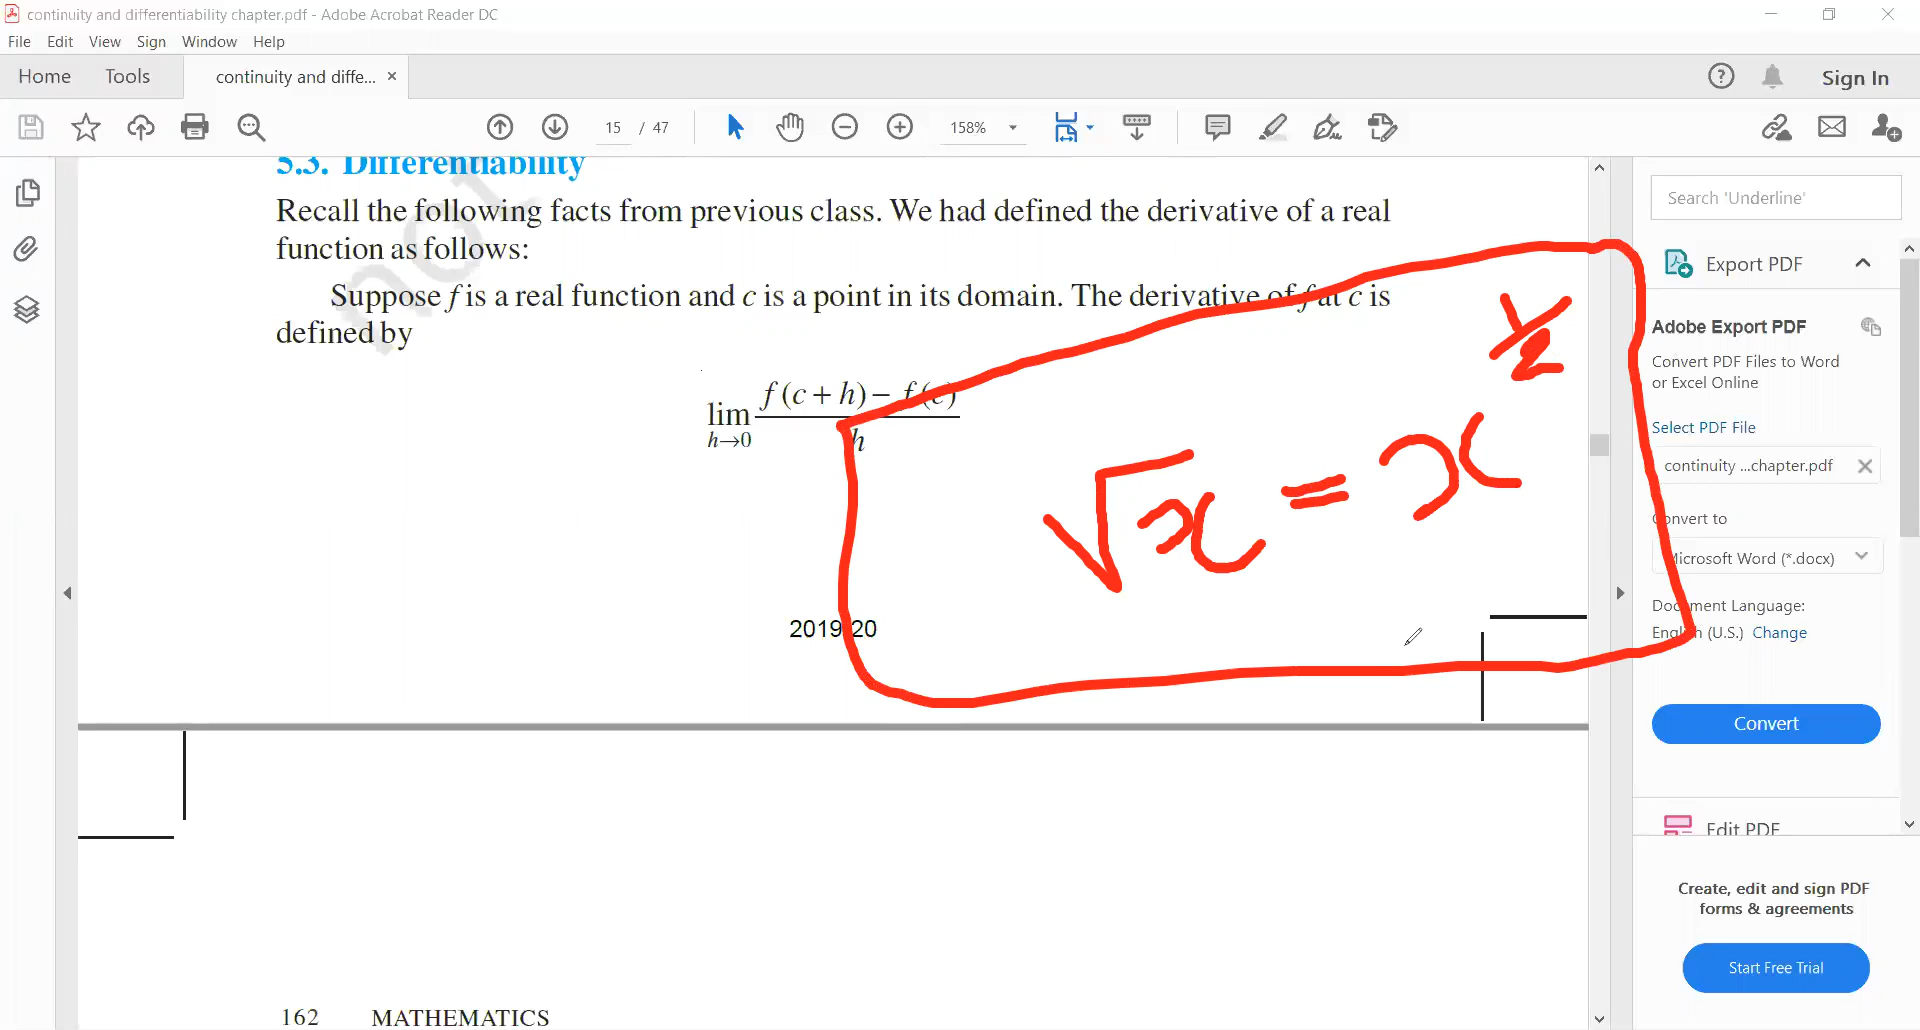 continuity and differentiability chapter.pdf - Adobe Acrobat Reader DC
File Edit View Sign Window Help
Home Tools continuity and diffe... ×
Sign In
15 / 47 158%
5.3. Differentiability
not
Recall the following facts from previous class. We had defined the derivative of a real
function as follows:
Suppose f is a real function and c is a point in its domain. The derivative of f at c is
defined by
lim h→0 f (c + h) − f (c) / h
√x = x^1/2
2019-20
162 MATHEMATICS
Search 'Underline'
Export PDF
Adobe Export PDF
Convert PDF Files to Word
or Excel Online
Select PDF File
continuity ...chapter.pdf
Convert to
Microsoft Word (*.docx)
Document Language:
English (U.S.) Change
Convert
Edit PDF
Create, edit and sign PDF
forms & agreements
Start Free Trial